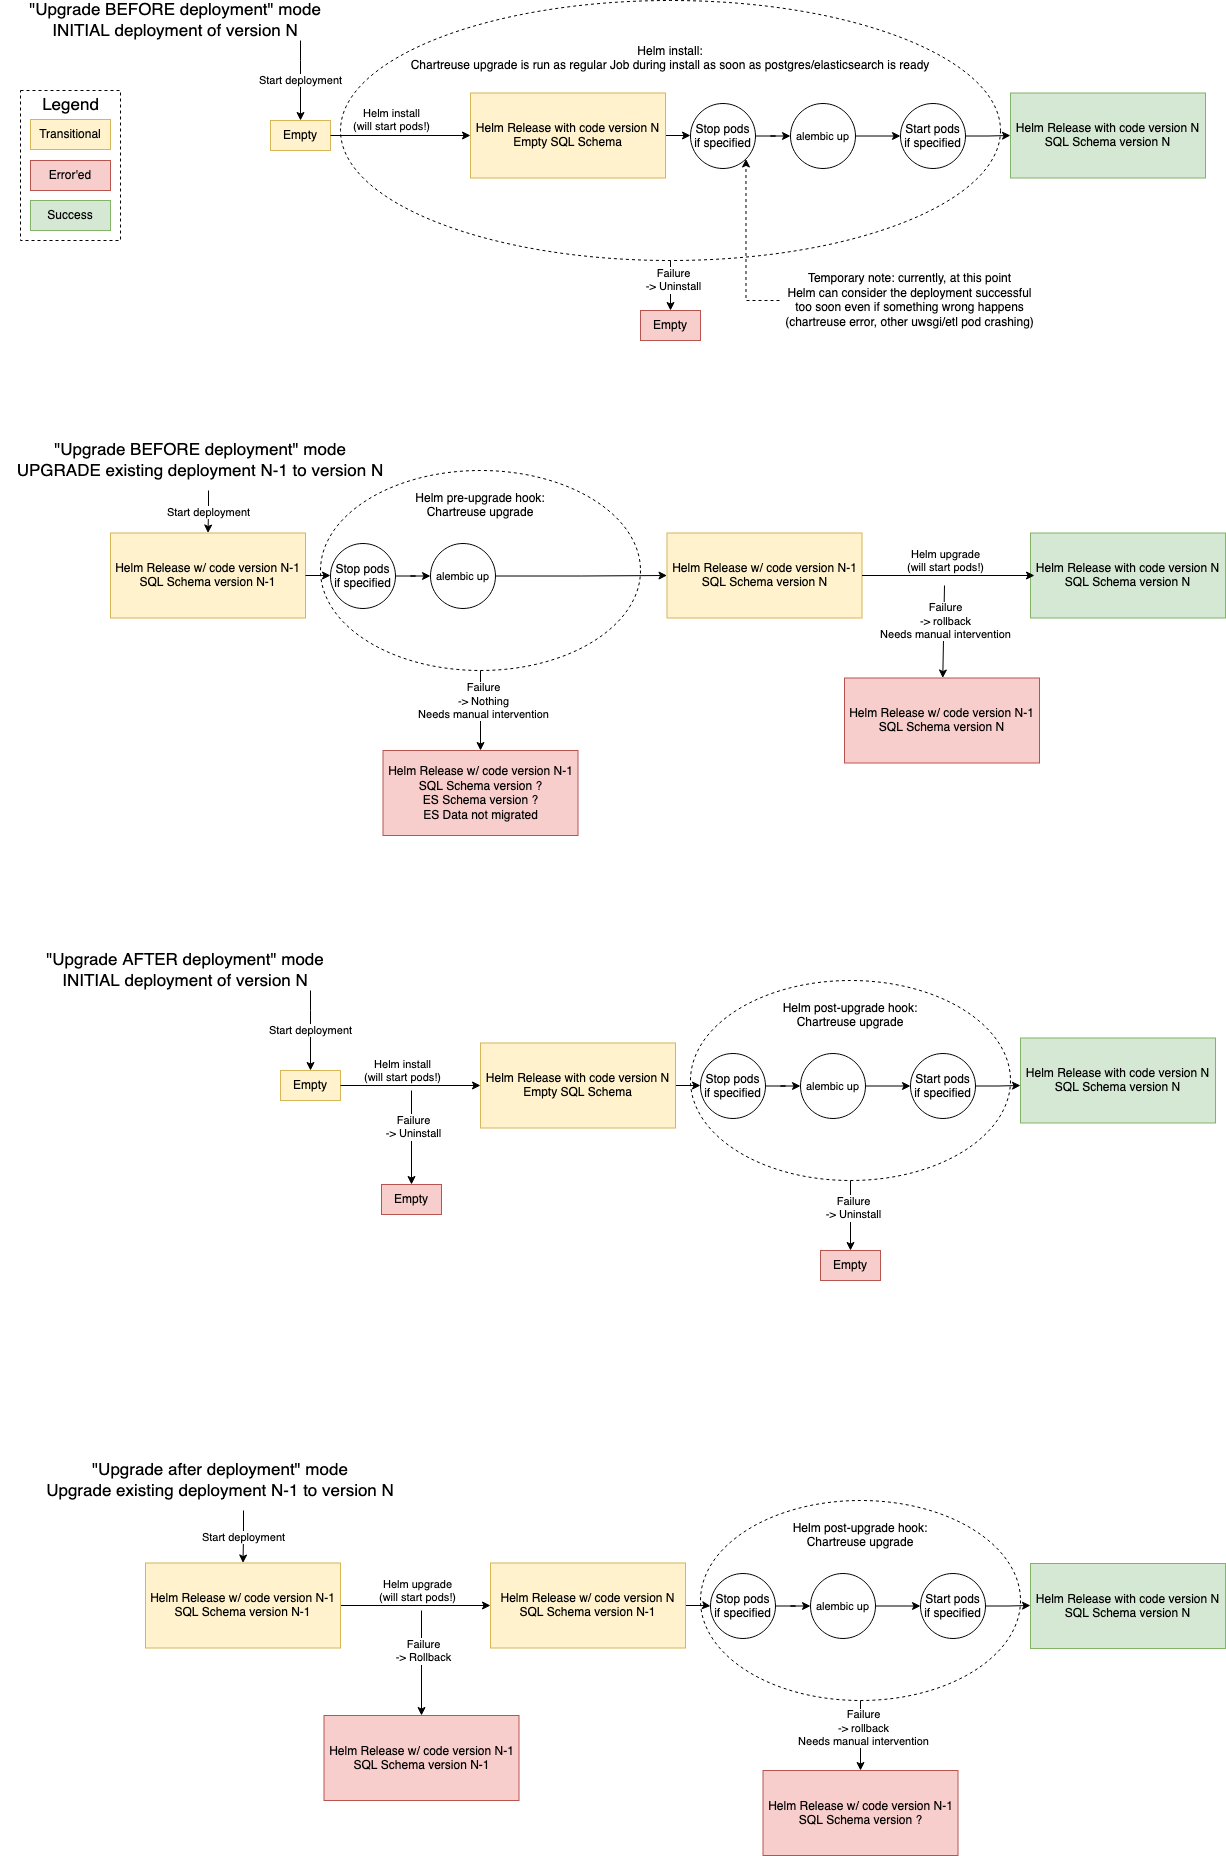 "Upgrade BEFORE deployment" mode
INITIAL deployment of version N
Start deployment
Legend
Transitional
Error'ed
Success
Empty
Helm install
(will start pods!)
Helm install:
Chartreuse upgrade is run as regular Job during install as soon as postgres/elasticsearch is ready
Helm Release with code version N
Empty SQL Schema
Stop pods
if specified
alembic up
Start pods
if specified
Helm Release with code version N
SQL Schema version N
Failure
-> Uninstall
Empty
Temporary note: currently, at this point
Helm can consider the deployment successful
too soon even if something wrong happens
(chartreuse error, other uwsgi/etl pod crashing)
"Upgrade BEFORE deployment" mode
UPGRADE existing deployment N-1 to version N
Start deployment
Helm Release w/ code version N-1
SQL Schema version N-1
Helm pre-upgrade hook:
Chartreuse upgrade
Stop pods
if specified
alembic up
Helm Release w/ code version N-1
SQL Schema version N
Helm upgrade
(will start pods!)
Helm Release with code version N
SQL Schema version N
Failure
-> rollback
Needs manual intervention
Helm Release w/ code version N-1
SQL Schema version N
Failure
-> Nothing
Needs manual intervention
Helm Release w/ code version N-1
SQL Schema version ?
ES Schema version ?
ES Data not migrated
"Upgrade AFTER deployment" mode
INITIAL deployment of version N
Start deployment
Empty
Helm install
(will start pods!)
Failure
-> Uninstall
Empty
Helm Release with code version N
Empty SQL Schema
Helm post-upgrade hook:
Chartreuse upgrade
Stop pods
if specified
alembic up
Start pods
if specified
Helm Release with code version N
SQL Schema version N
Failure
-> Uninstall
Empty
"Upgrade after deployment" mode
Upgrade existing deployment N-1 to version N
Start deployment
Helm Release w/ code version N-1
SQL Schema version N-1
Helm upgrade
(will start pods!)
Failure
-> Rollback
Helm Release w/ code version N-1
SQL Schema version N-1
Helm Release w/ code version N
SQL Schema version N-1
Helm post-upgrade hook:
Chartreuse upgrade
Stop pods
if specified
alembic up
Start pods
if specified
Helm Release with code version N
SQL Schema version N
Failure
-> rollback
Needs manual intervention
Helm Release w/ code version N-1
SQL Schema version ?